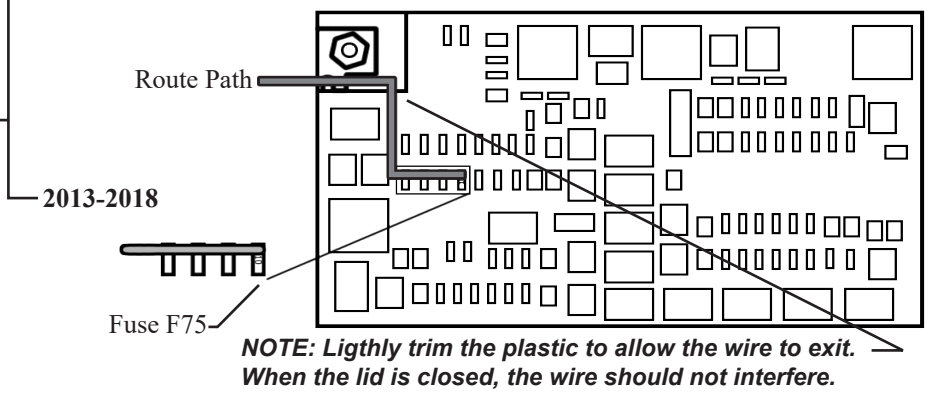 Route Path
2013-2018
Fuse F75
NOTE: Ligthly trim the plastic to allow the wire to exit.
When the lid is closed, the wire should not interfere.